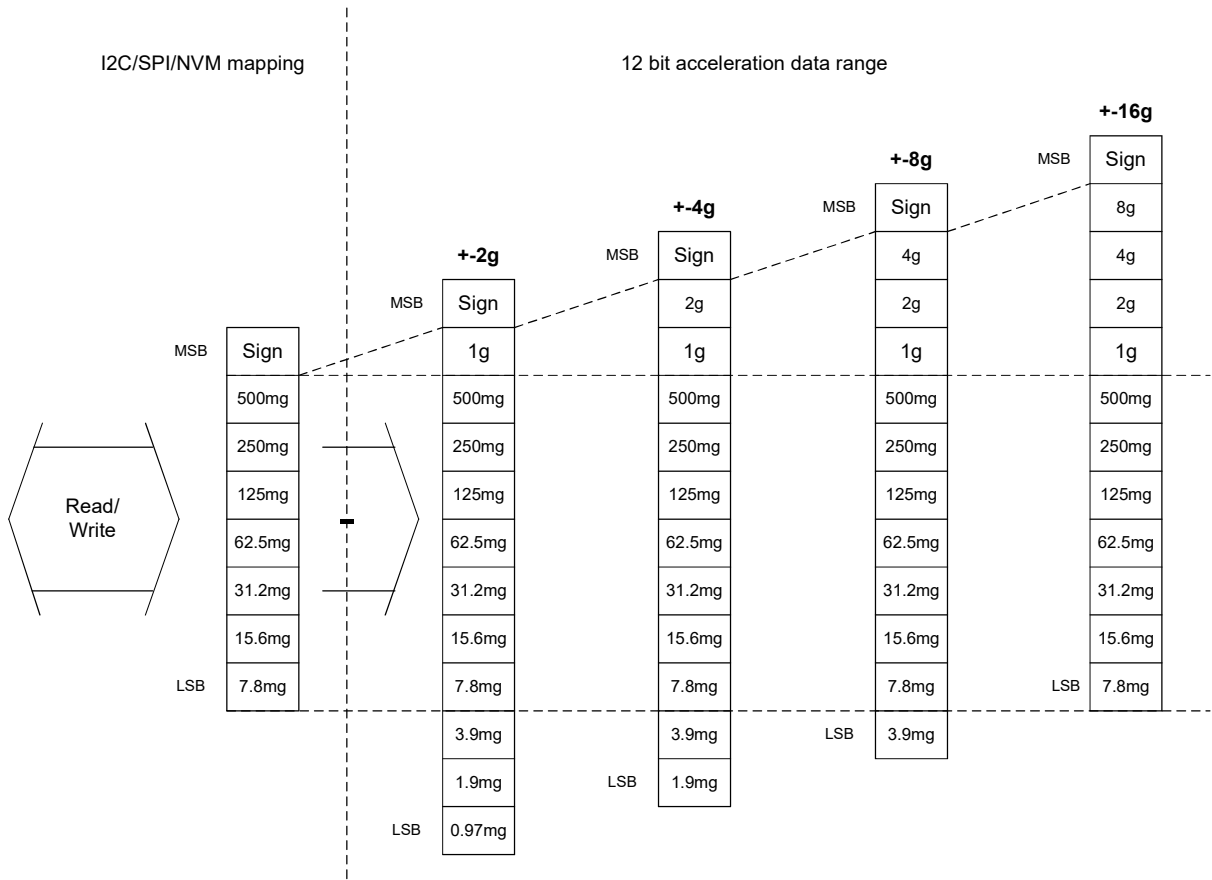 I2C/SPI/NVM mapping
12 bit acceleration data range
Read/
Write
MSB
Sign
500mg
250mg
125mg
62.5mg
31.2mg
15.6mg
LSB
7.8mg
+-2g
MSB
Sign
1g
500mg
250mg
125mg
62.5mg
31.2mg
15.6mg
7.8mg
3.9mg
1.9mg
LSB
0.97mg
+-4g
MSB
Sign
2g
1g
500mg
250mg
125mg
62.5mg
31.2mg
15.6mg
7.8mg
3.9mg
LSB
1.9mg
+-8g
MSB
Sign
4g
2g
1g
500mg
250mg
125mg
62.5mg
31.2mg
15.6mg
7.8mg
LSB
3.9mg
+-16g
MSB
Sign
8g
4g
2g
1g
500mg
250mg
125mg
62.5mg
31.2mg
15.6mg
LSB
7.8mg